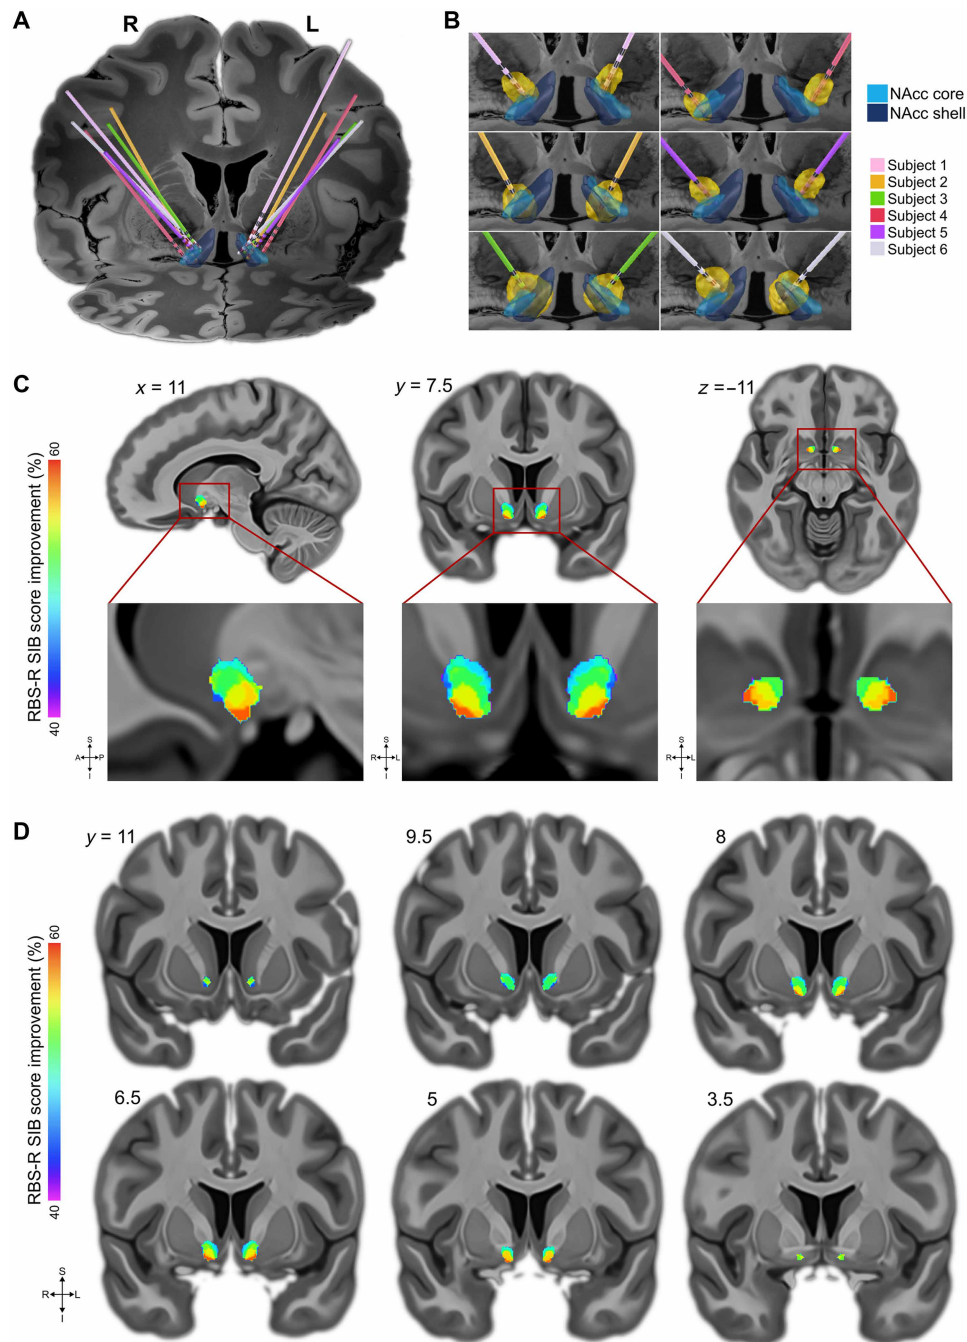 A
R
L
B
NAcc core
NAcc shell
Subject 1
Subject 2
Subject 3
Subject 4
Subject 5
Subject 6
C
x = 11
y = 7.5
z = –11
RBS-R SIB score improvement (%)
60
40
S
A P
I
S
R L
I
S
R L
I
D
y = 11
9.5
8
RBS-R SIB score improvement (%)
60
40
6.5
5
3.5
S
R L
I